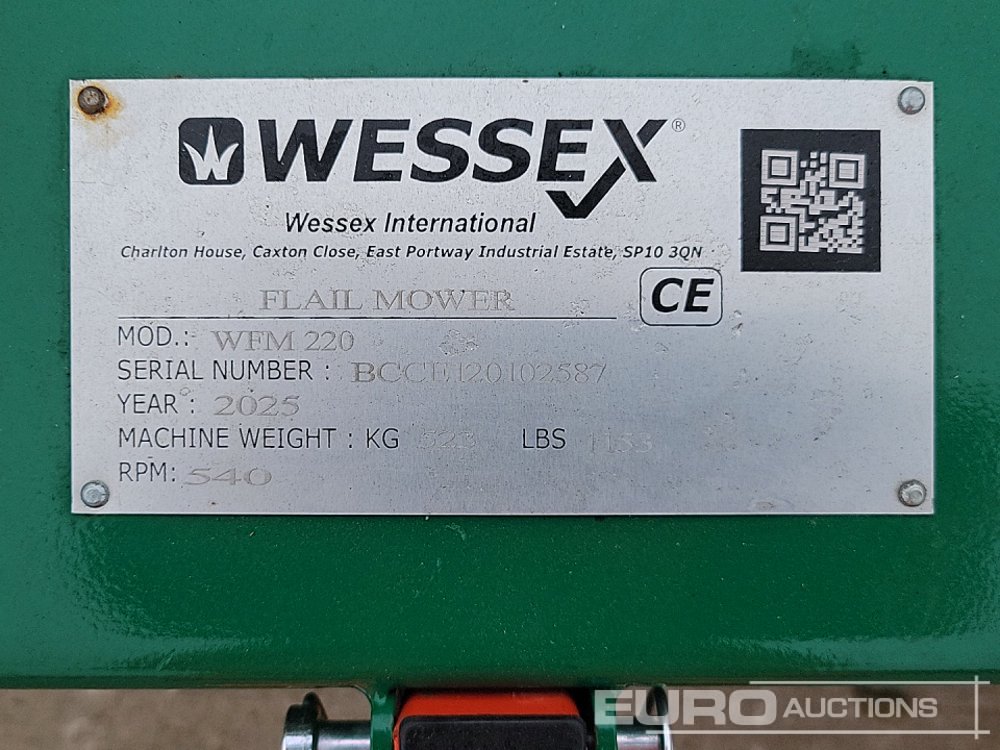 WESSEX®
Wessex International
Charlton House, Caxton Close, East Portway Industrial Estate, SP10 3QN
FLAIL MOWER CE
MOD.: WFM 220
SERIAL NUMBER : BCCE120102587
YEAR : 2025
MACHINE WEIGHT : KG 523 LBS 1153
RPM: 540
EURO AUCTIONS